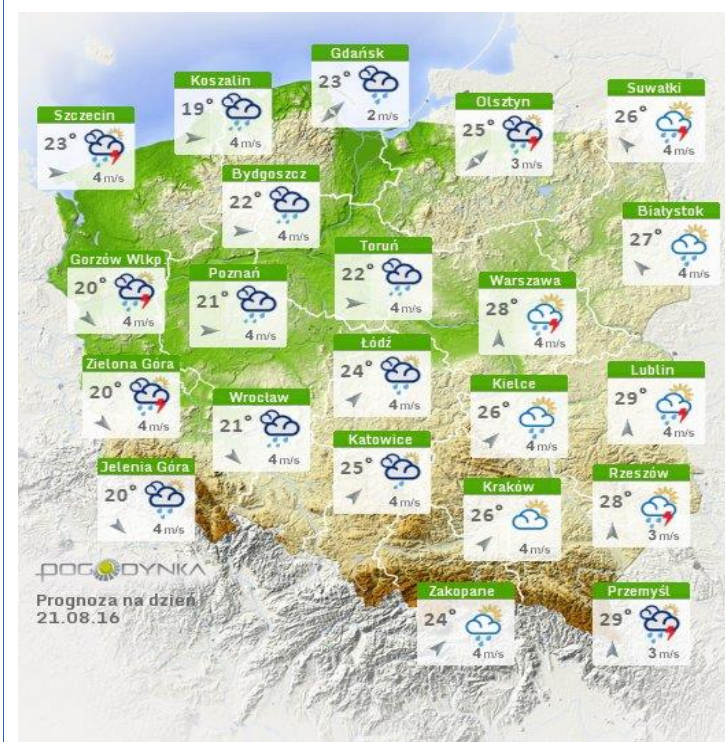 Gdańsk
23°
2 m/s
Koszalin
19°
4 m/s
Suwałki
26°
4 m/s
Olsztyn
25°
3 m/s
Szczecin
23°
4 m/s
Bydgoszcz
22°
4 m/s
Białystok
27°
4 m/s
Toruń
22°
4 m/s
Gorzów Wlkp
20°
4 m/s
Poznań
21°
4 m/s
Warszawa
28°
4 m/s
Łódź
24°
4 m/s
Zielona Góra
20°
4 m/s
Lublin
29°
4 m/s
Kielce
26°
4 m/s
Wrocław
21°
4 m/s
Katowice
25°
4 m/s
Jelenia Góra
20°
4 m/s
Rzeszów
28°
3 m/s
Kraków
26°
4 m/s
POGODYNKA
Prognoza na dzień
21.08.16
Zakopane
24°
4 m/s
Przemyśl
29°
3 m/s